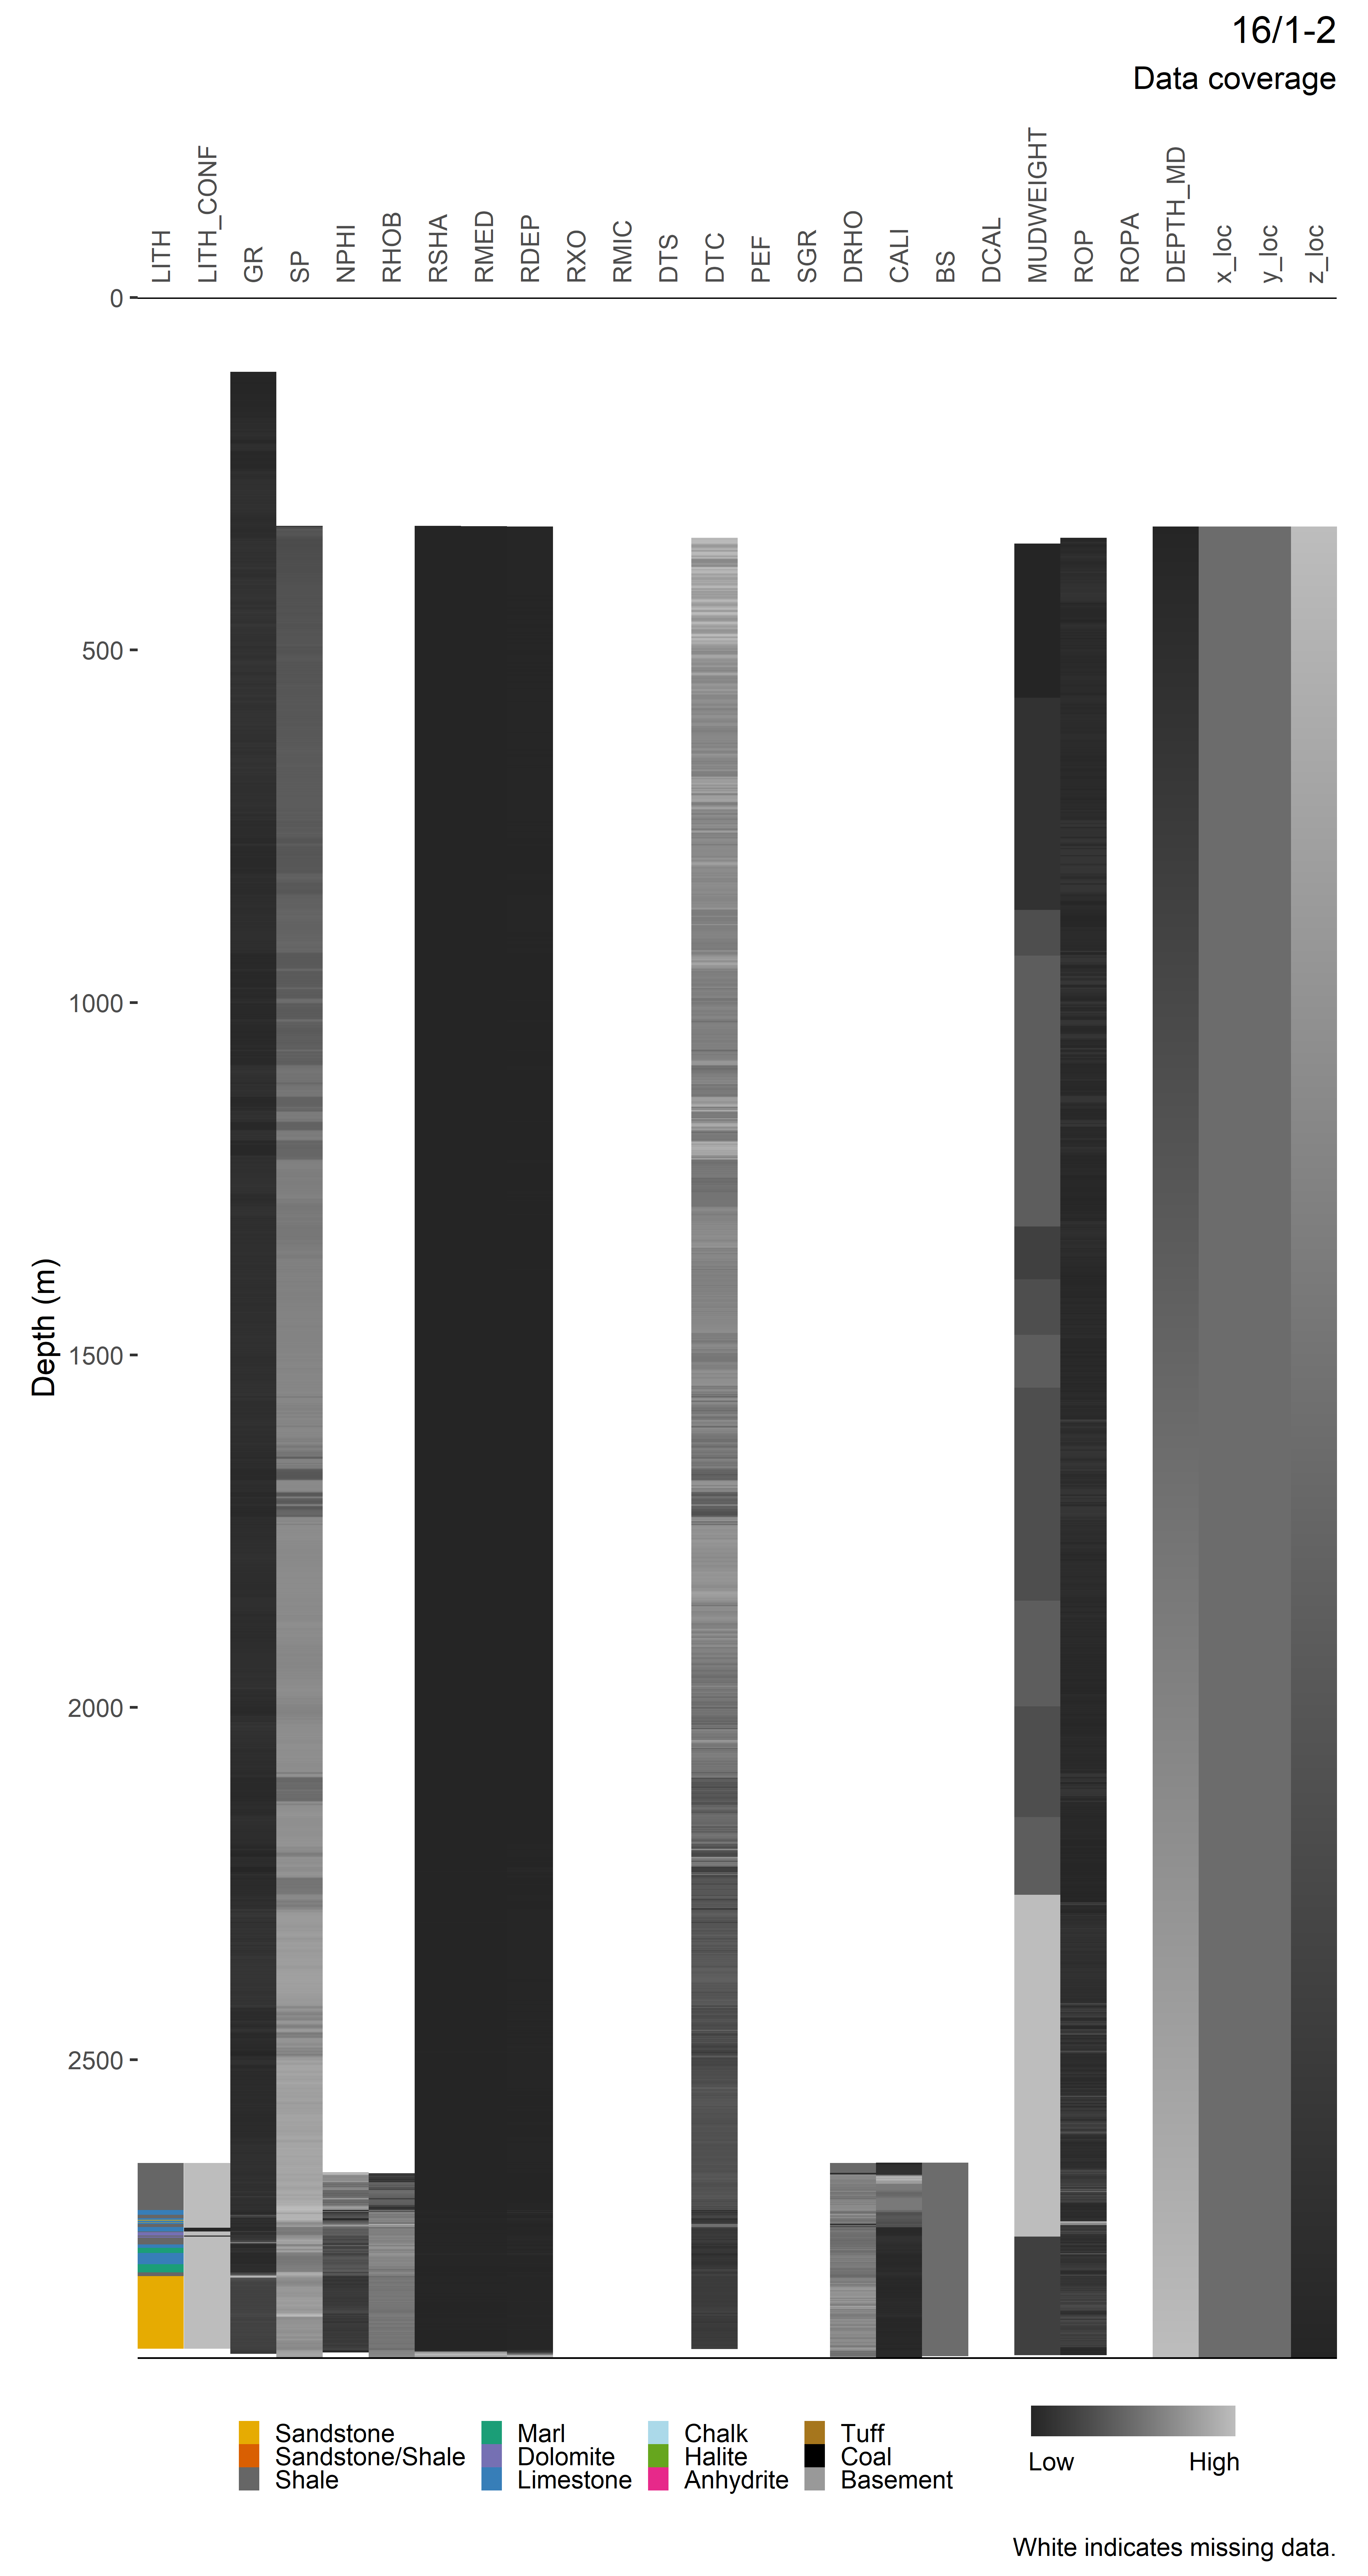 16/1-2
Data coverage
LITH
LITH_CONF
GR
SP
NPHI
RHOB
RSHA
RMED
RDEP
RXO
RMIC
DTS
DTC
PEF
SGR
DRHO
CALI
BS
DCAL
MUDWEIGHT
ROP
ROPA
DEPTH_MD
x_loc
y_loc
z_loc
0
500
1000
1500
2000
2500
Depth (m)
Sandstone
Sandstone/Shale
Shale
Marl
Dolomite
Limestone
Chalk
Halite
Anhydrite
Tuff
Coal
Basement
Low High
White indicates missing data.